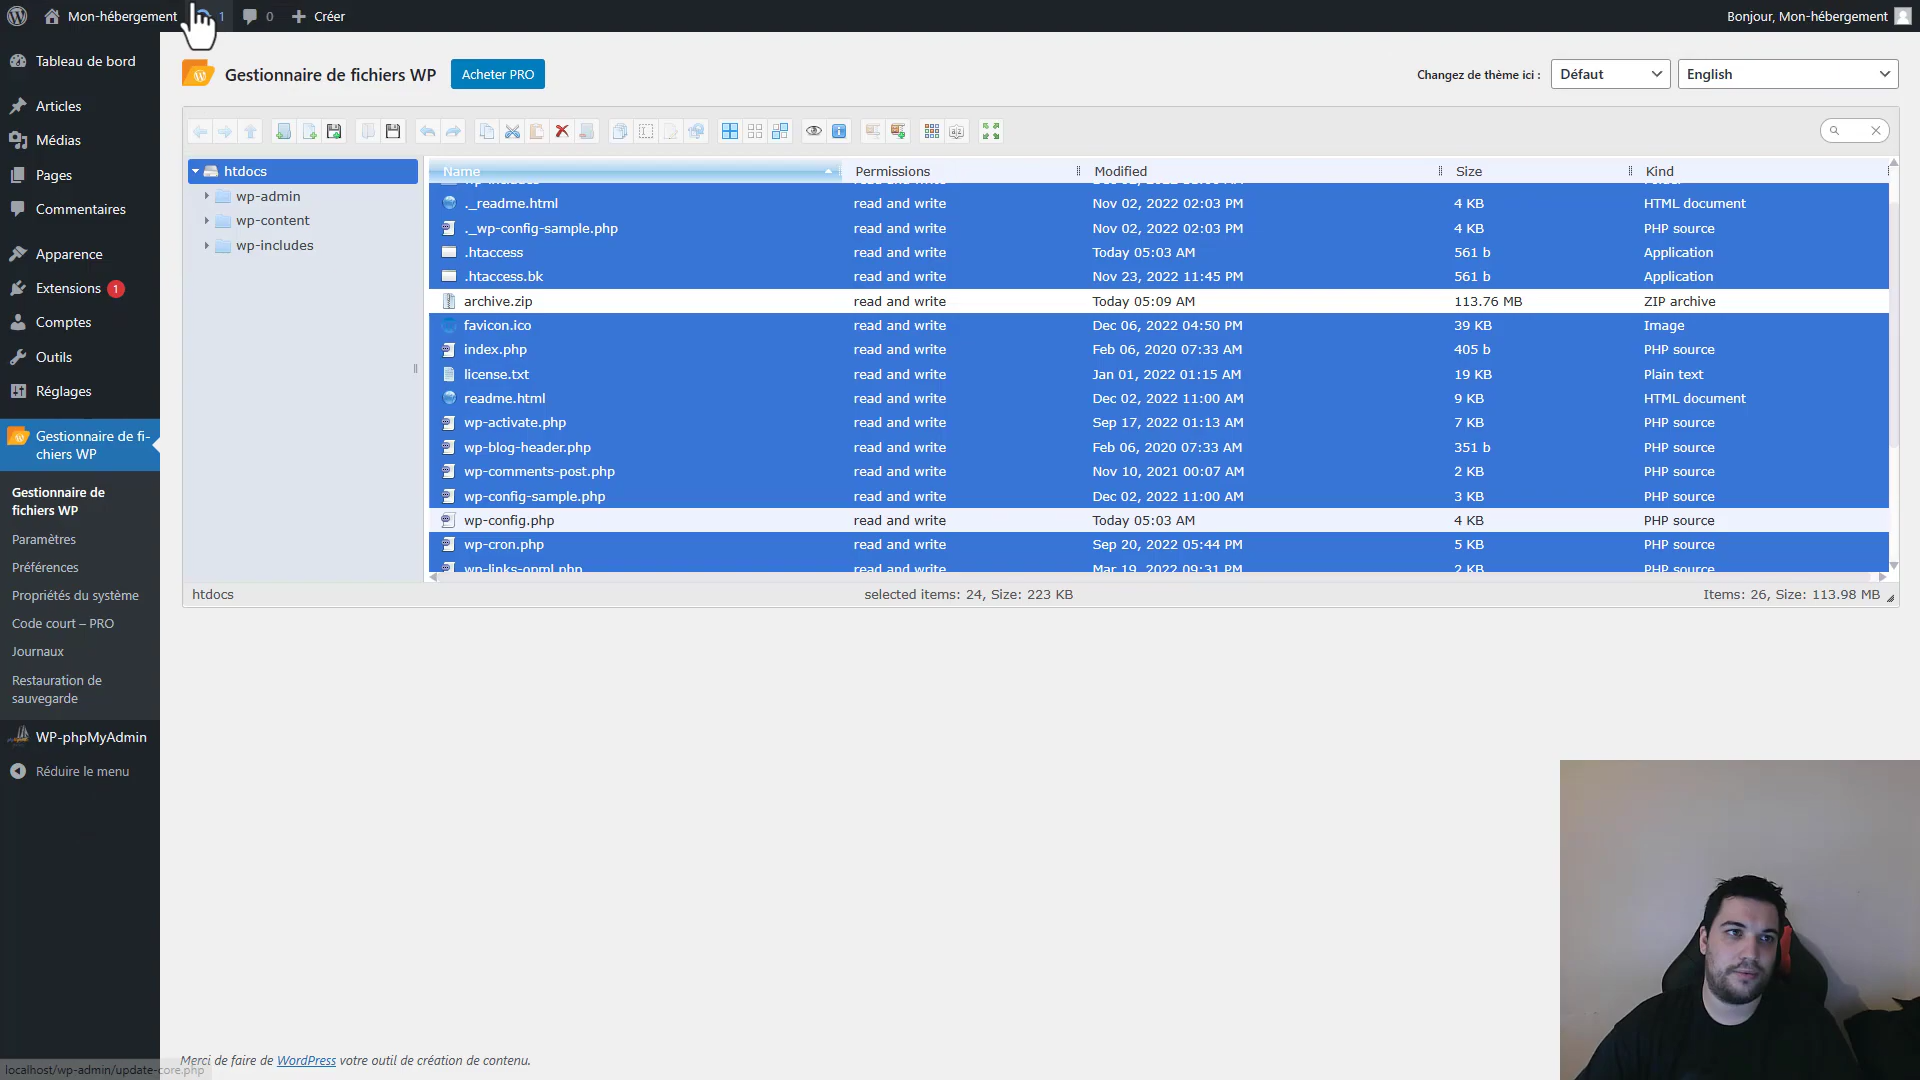 Mon-hébergement 1 0 Créer Bonjour, Mon-hébergement
Tableau de bord
Articles
Médias
Pages
Commentaires
Apparence
Extensions 1
Comptes
Outils
Réglages
Gestionnaire de fi-
chiers WP
Gestionnaire de
fichiers WP
Paramètres
Préférences
Propriétés du système
Code court – PRO
Journaux
Restauration de
sauvegarde
WP-phpMyAdmin
Réduire le menu
Gestionnaire de fichiers WP Acheter PRO Changez de thème ici : Défaut English
htdocs
wp-admin
wp-content
wp-includes
Name Permissions Modified Size Kind
._readme.html read and write Nov 02, 2022 02:03 PM 4 KB HTML document
._wp-config-sample.php read and write Nov 02, 2022 02:03 PM 4 KB PHP source
.htaccess read and write Today 05:03 AM 561 b Application
.htaccess.bk read and write Nov 23, 2022 11:45 PM 561 b Application
archive.zip read and write Today 05:09 AM 113.76 MB ZIP archive
favicon.ico read and write Dec 06, 2022 04:50 PM 39 KB Image
index.php read and write Feb 06, 2020 07:33 AM 405 b PHP source
license.txt read and write Jan 01, 2022 01:15 AM 19 KB Plain text
readme.html read and write Dec 02, 2022 11:00 AM 9 KB HTML document
wp-activate.php read and write Sep 17, 2022 01:13 AM 7 KB PHP source
wp-blog-header.php read and write Feb 06, 2020 07:33 AM 351 b PHP source
wp-comments-post.php read and write Nov 10, 2021 00:07 AM 2 KB PHP source
wp-config-sample.php read and write Dec 02, 2022 11:00 AM 3 KB PHP source
wp-config.php read and write Today 05:03 AM 4 KB PHP source
wp-cron.php read and write Sep 20, 2022 05:44 PM 5 KB PHP source
wp-links-opml.php read and write Mar 19, 2022 09:31 PM 2 KB PHP source
htdocs selected items: 24, Size: 223 KB Items: 26, Size: 113.98 MB
Merci de faire de WordPress votre outil de création de contenu.
localhost/wp-admin/update-core.php